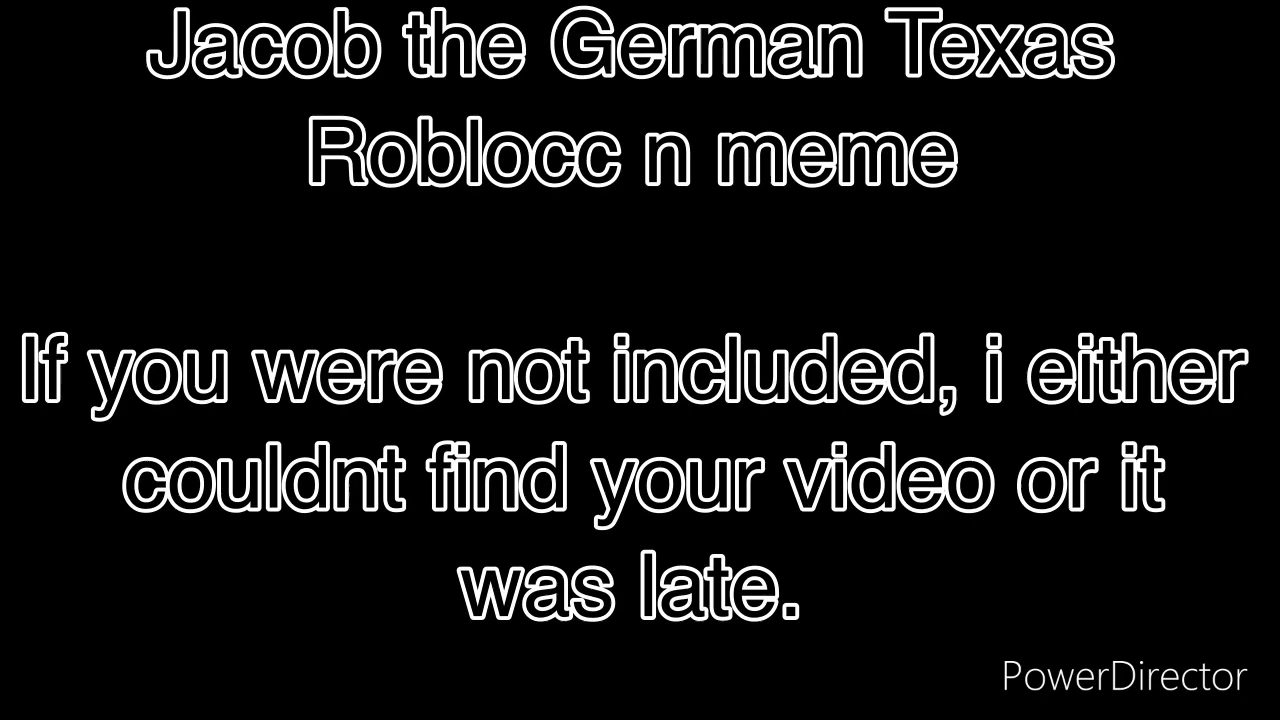 Jacob the German Texas
Roblocc n meme
If you were not included, i either
couldnt find your video or it
was late.
PowerDirector